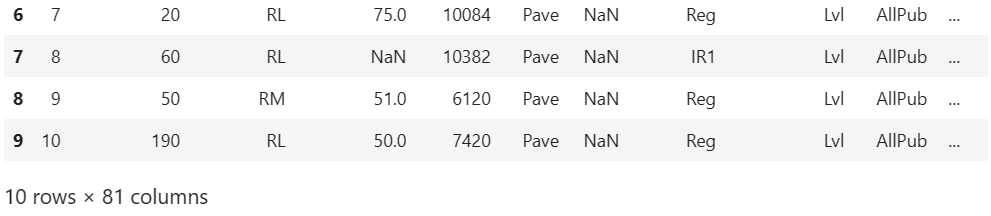 6 7 20 RL 75.0 10084 Pave NaN Reg Lvl AllPub ...
7 8 60 RL NaN 10382 Pave NaN IR1 Lvl AllPub ...
8 9 50 RM 51.0 6120 Pave NaN Reg Lvl AllPub ...
9 10 190 RL 50.0 7420 Pave NaN Reg Lvl AllPub ...
10 rows × 81 columns